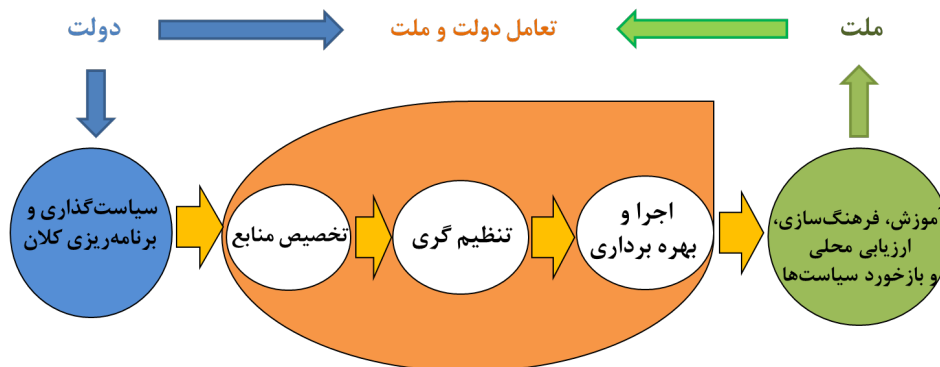 دولت
تعامل دولت و ملت
ملت
سیاست‌گذاری و
برنامه‌ریزی کلان
تخصیص منابع
تنظیم گری
اجرا و
بهره برداری
آموزش، فرهنگ‌سازی،
ارزیابی محلی
و بازخورد سیاست‌ها